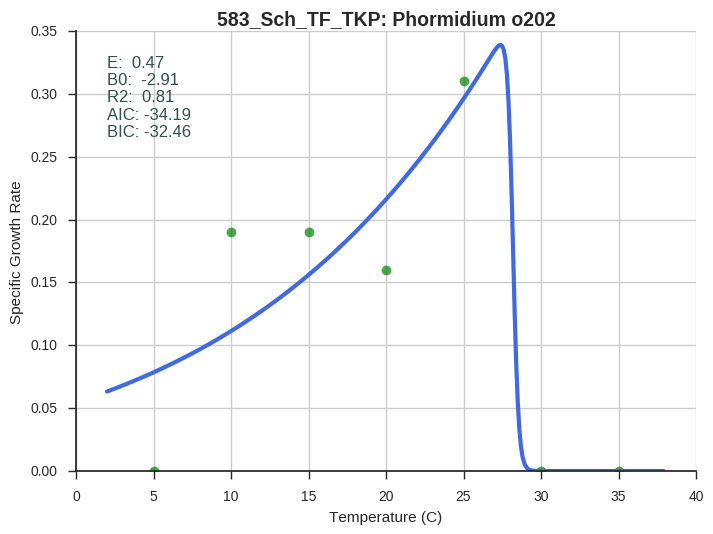 583_Sch_TF_TKP: Phormidium o202
E:  0.47
B0:  -2.91
R2:  0.81
AIC: -34.19
BIC: -32.46
0.35
0.30
0.25
0.20
0.15
0.10
0.05
0.00
Specific Growth Rate
0 5 10 15 20 25 30 35 40
Temperature (C)